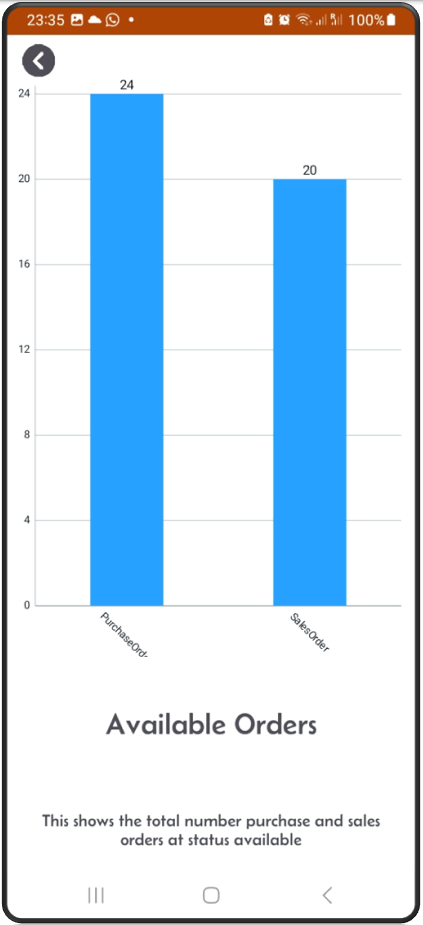 23:35 100%
24
24
20
20
16
12
8
4
0
PurchaseOrd
SalesOrder
Available Orders
This shows the total number purchase and sales
orders at status available